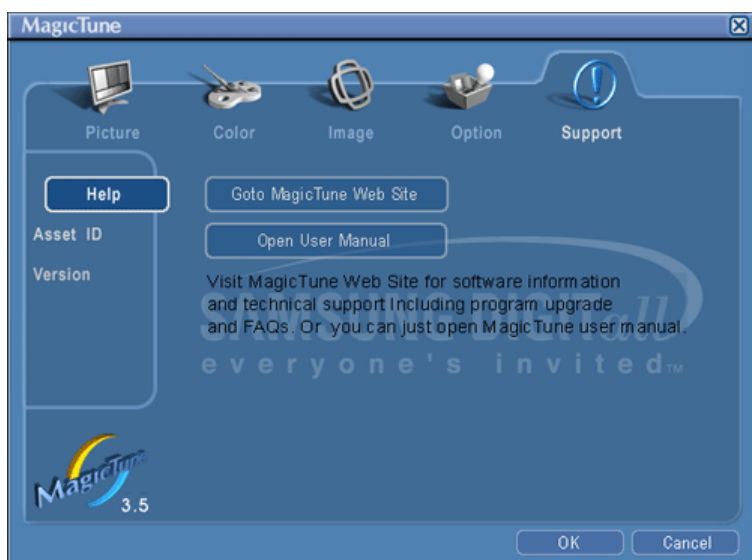 MagicTune
Picture
Color
Image
Option
Support
Help
Asset ID
Version
Goto MagicTune Web Site
Open User Manual
Visit MagicTune Web Site for software information
and technical support Including program upgrade
and FAQs. Or you can just open MagicTune user manual.
SAMSUNG DIGITall
everyone's invited™
MagicTune
3.5
OK
Cancel